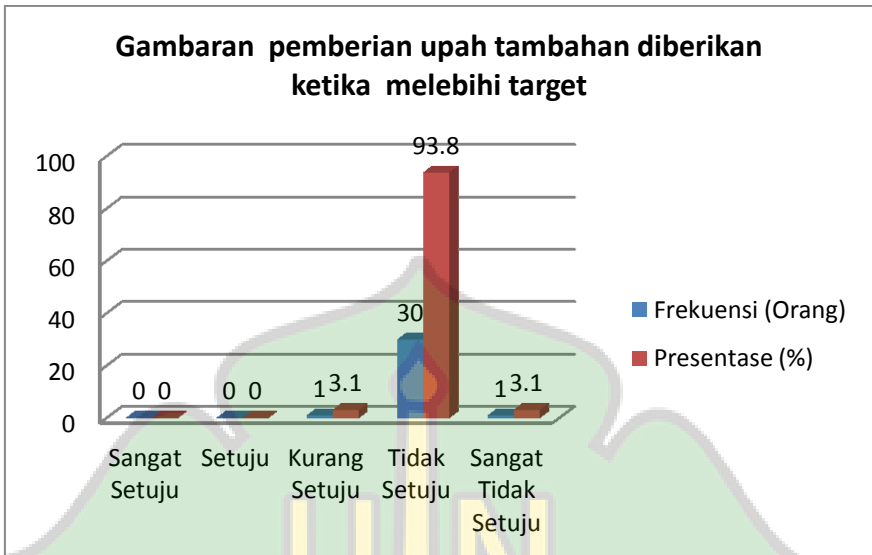 Gambaran pemberian upah tambahan diberikan
ketika melebihi target
93.8
100
80
60
40
30
20
0 0 0 0 1 3.1 1 3.1
0
Sangat Setuju Kurang Tidak Sangat
Setuju Setuju Setuju Tidak
Setuju
Frekuensi (Orang)
Presentase (%)
UIN